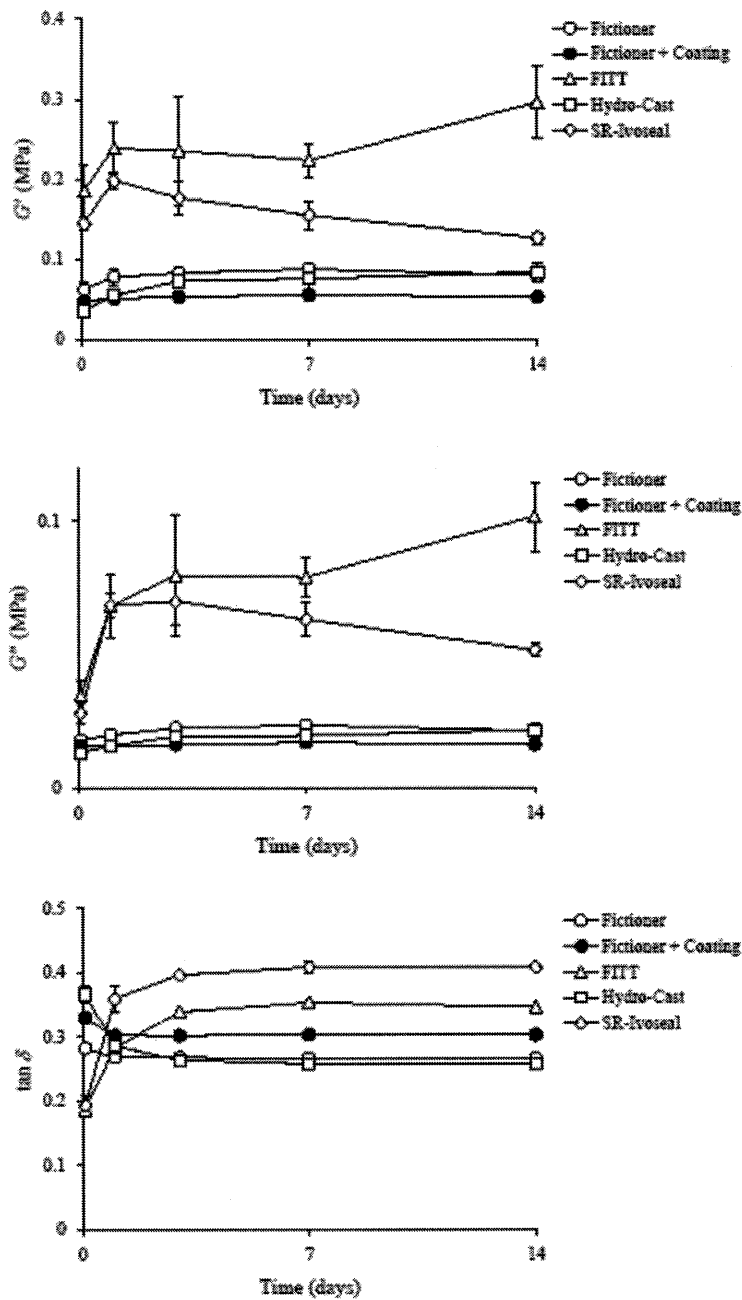 0.4
0.3
0.2
0.1
0
G' (MPa)
0
7
14
Time (days)
Fictioner
Fictioner + Coating
FITT
Hydro-Cast
SR-Ivoseal
0.1
0
G" (MPa)
0
7
14
Time (days)
Fictioner
Fictioner + Coating
FITT
Hydro-Cast
SR-Ivoseal
0.5
0.4
0.3
0.2
0.1
0
tan δ
0
7
14
Time (days)
Fictioner
Fictioner + Coating
FITT
Hydro-Cast
SR-Ivoseal